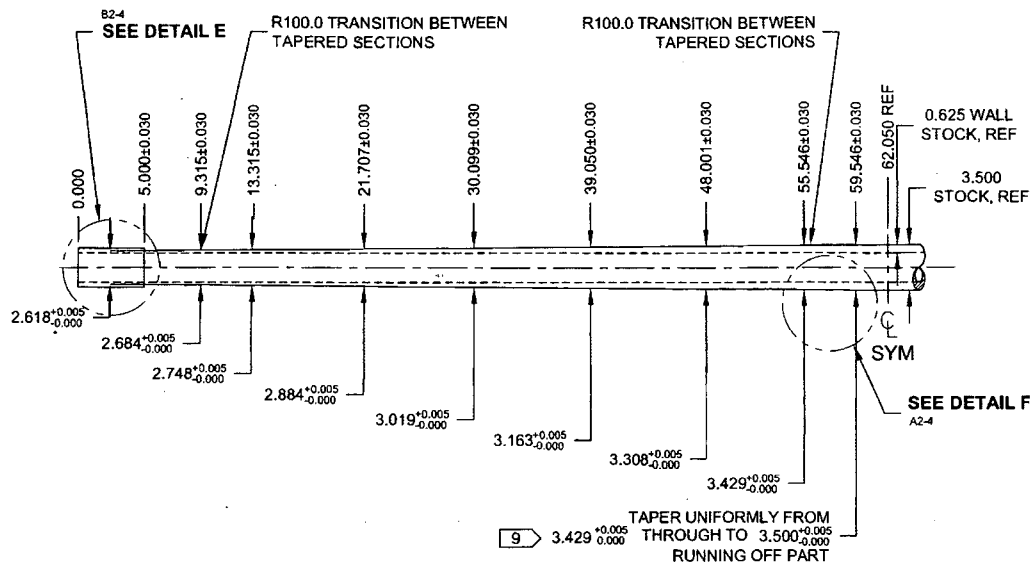 B2-4
SEE DETAIL E
R100.0 TRANSITION BETWEEN
TAPERED SECTIONS
R100.0 TRANSITION BETWEEN
TAPERED SECTIONS
0.000
5.000±0.030
9.315±0.030
13.315±0.030
21.707±0.030
30.099±0.030
39.050±0.030
48.001±0.030
55.546±0.030
59.546±0.030
62.050 REF
0.625 WALL
STOCK, REF
3.500
STOCK, REF
2.618 +0.005 -0.000
2.684 +0.005 -0.000
2.748 +0.005 -0.000
2.884 +0.005 -0.000
3.019 +0.005 -0.000
3.163 +0.005 -0.000
3.308 +0.005 -0.000
3.429 +0.005 -0.000
℄
SYM
SEE DETAIL F
A2-4
TAPER UNIFORMLY FROM
9 3.429 +0.005 0.000 THROUGH TO 3.500 +0.005 -0.000
RUNNING OFF PART